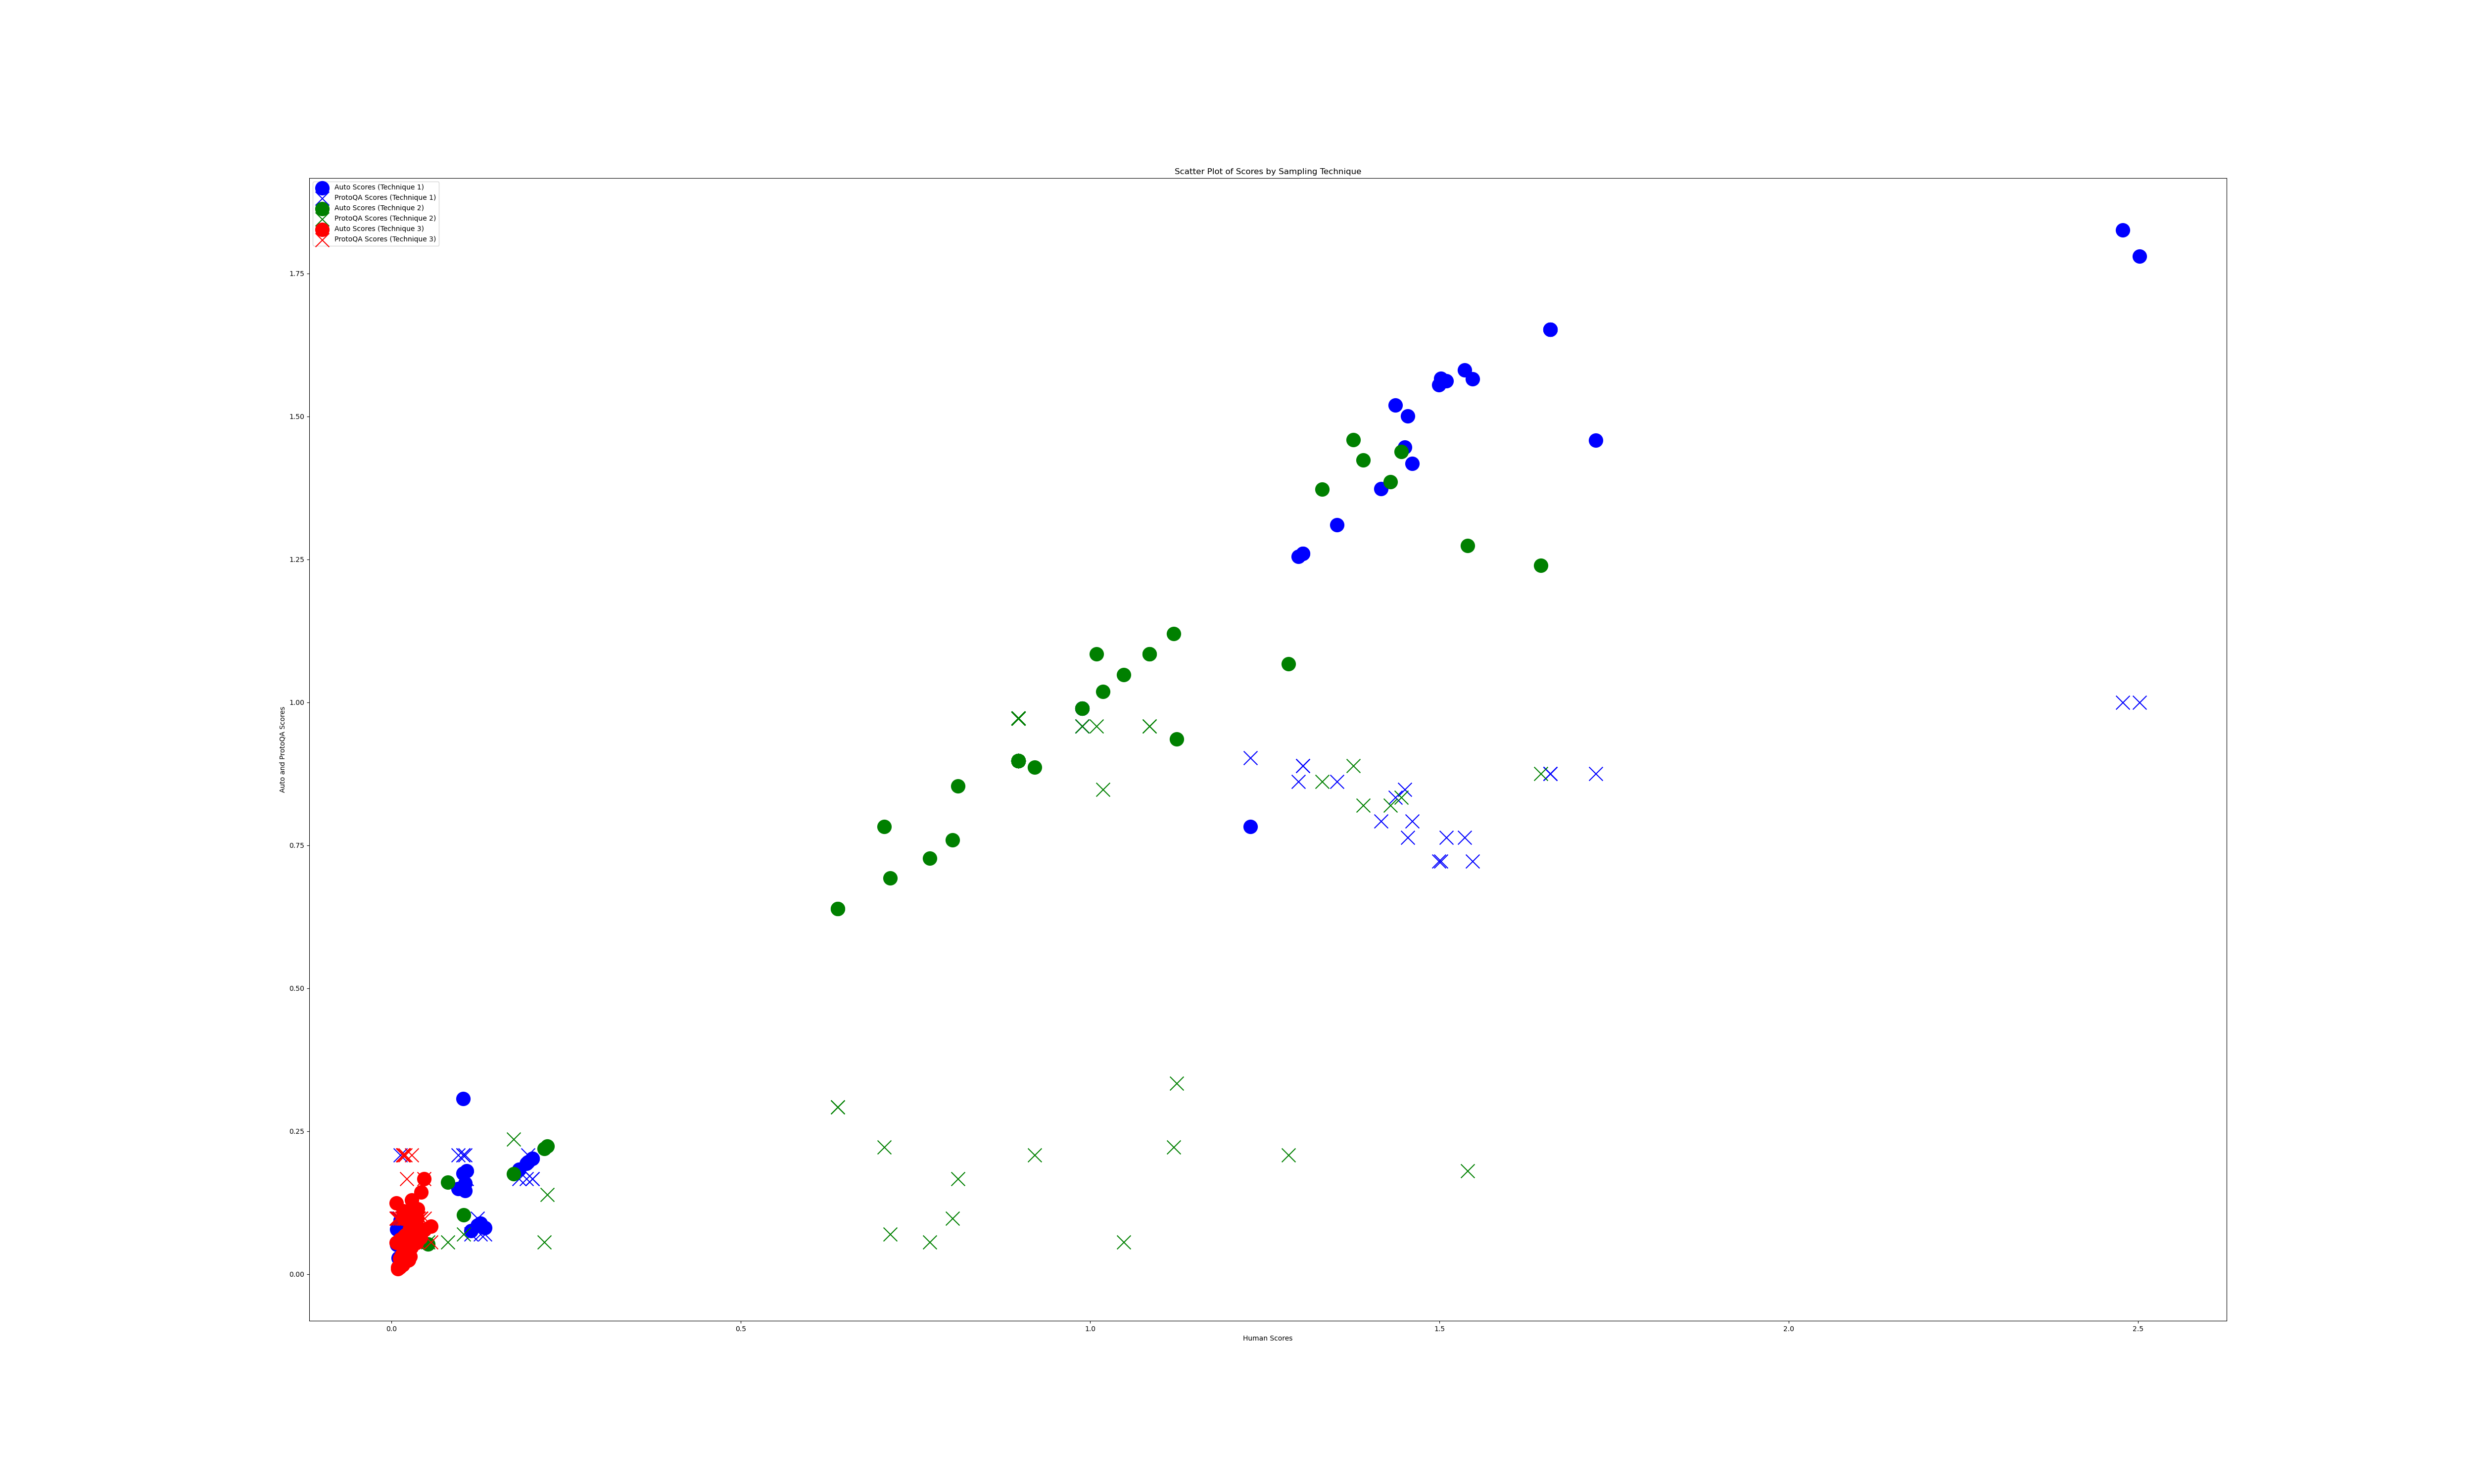 Scatter Plot of Scores by Sampling Technique
Auto Scores (Technique 1)
ProtoQA Scores (Technique 1)
Auto Scores (Technique 2)
ProtoQA Scores (Technique 2)
Auto Scores (Technique 3)
ProtoQA Scores (Technique 3)
Auto and ProtoQA Scores
1.75
1.50
1.25
1.00
0.75
0.50
0.25
0.00
0.0 0.5 1.0 1.5 2.0 2.5
Human Scores